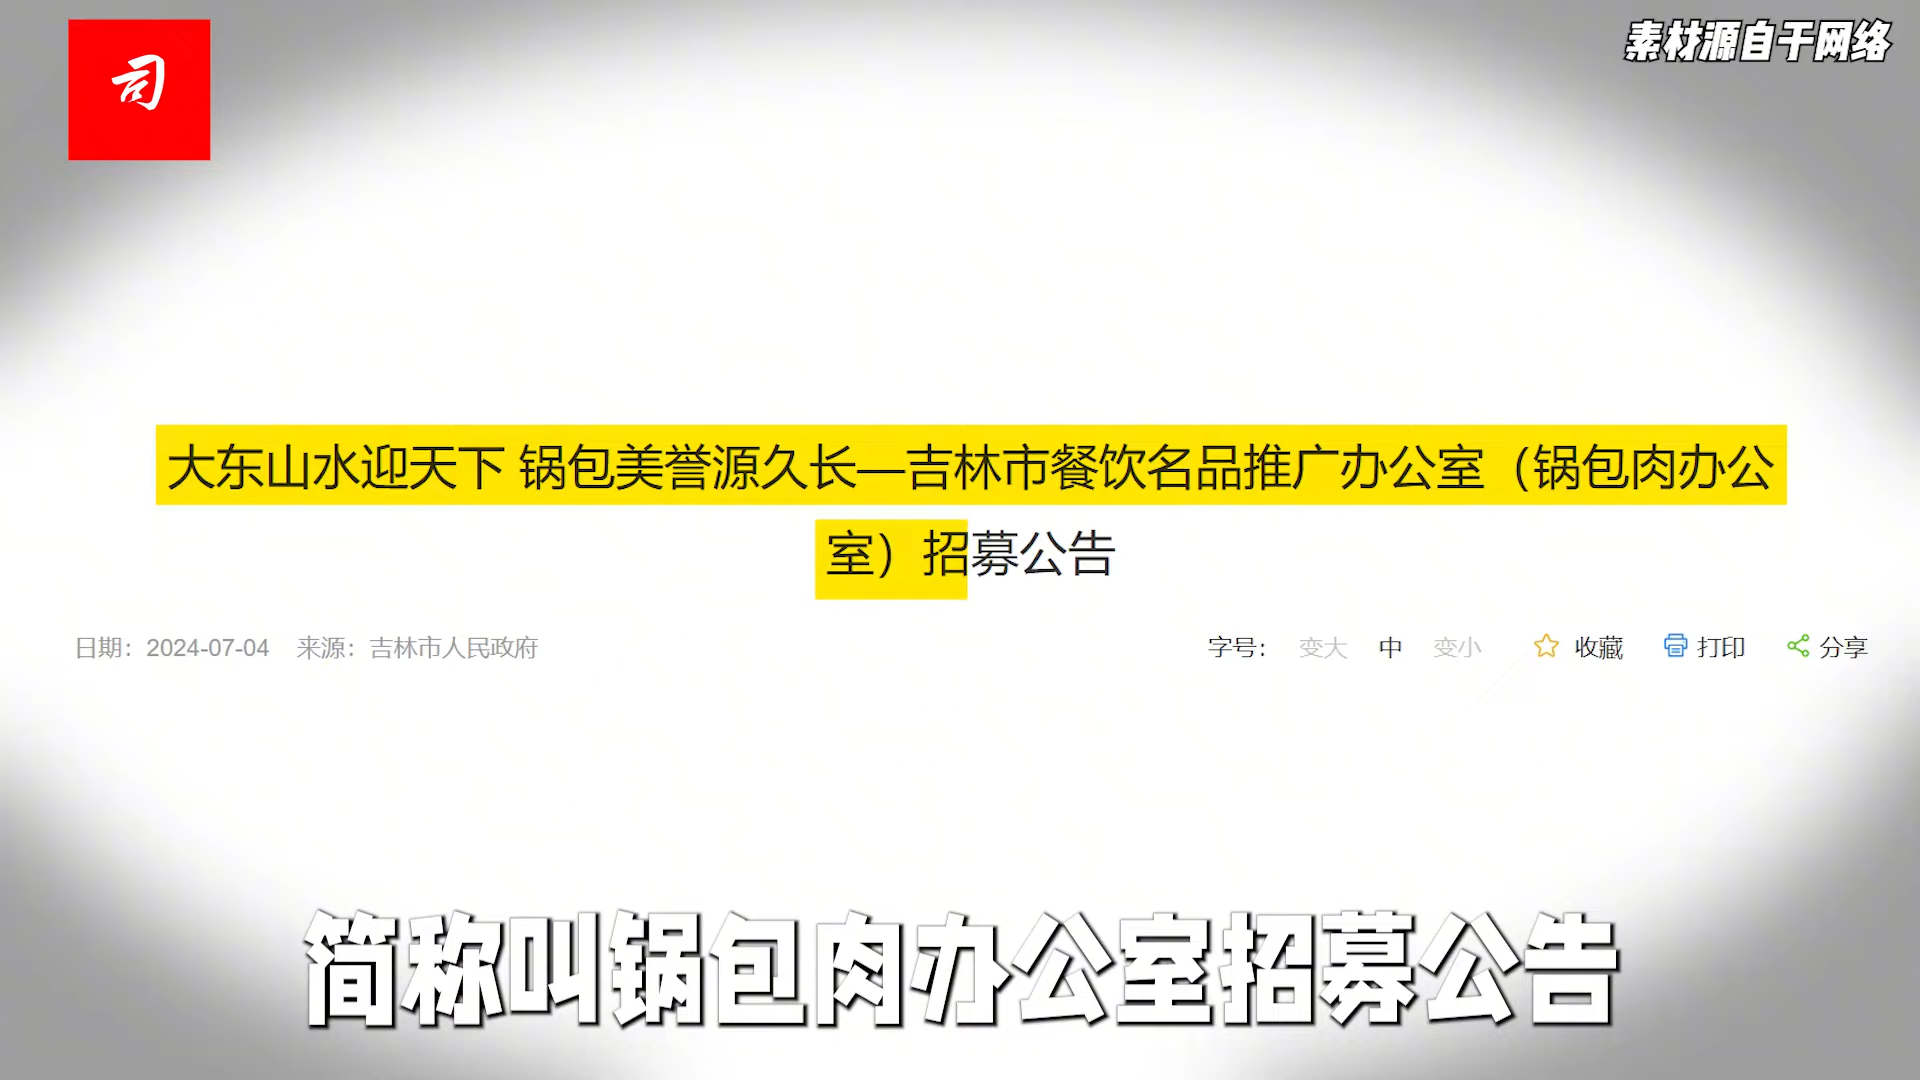 司
素材源自于网络
大东山水迎天下 锅包美誉源久长—吉林市餐饮名品推广办公室（锅包肉办公
室）招募公告
日期：2024-07-04 来源：吉林市人民政府
字号： 变大 中 变小 收藏 打印 分享
简称叫锅包肉办公室招募公告